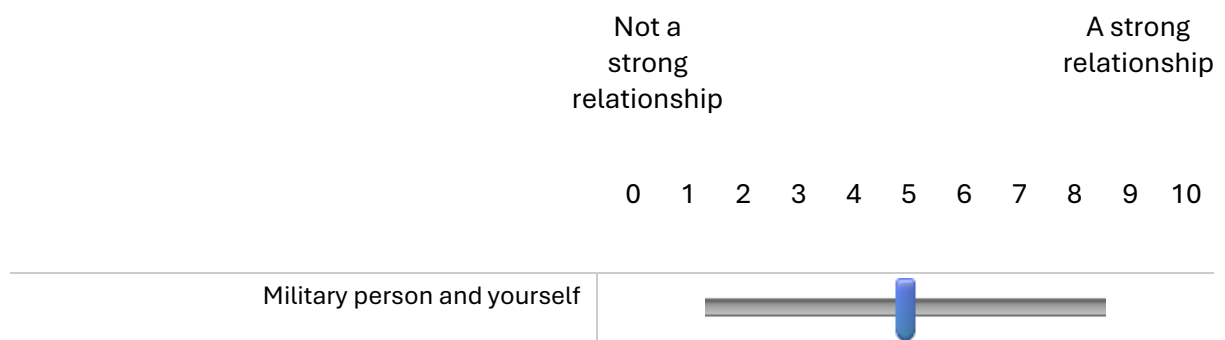 Not a
strong
relationship
A strong
relationship
0 1 2 3 4 5 6 7 8 9 10
Military person and yourself